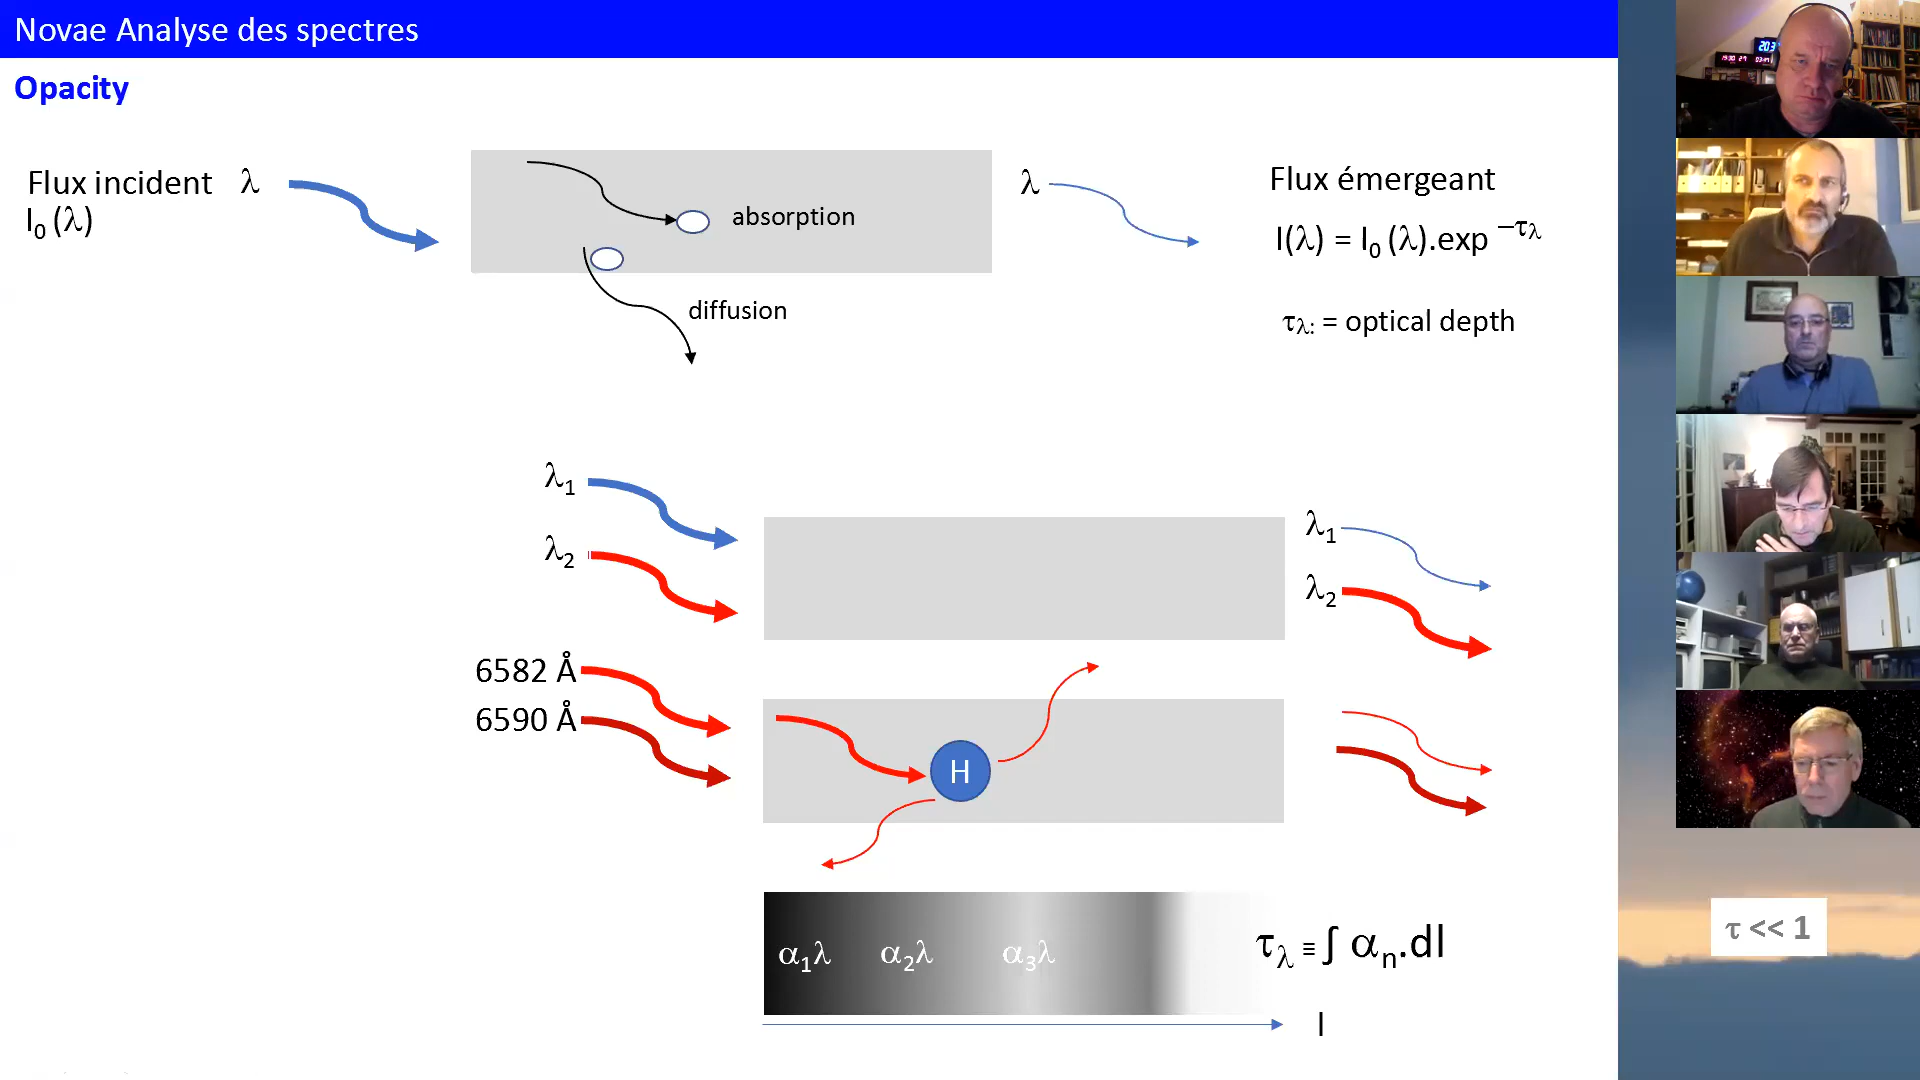 Novae Analyse des spectres
Opacity
Flux incident λ
I₀ (λ)
absorption
diffusion
λ
Flux émergeant
I(λ) = I₀ (λ).exp ⁻τλ
τλ: = optical depth
λ₁
λ₂
λ₁
λ₂
6582 Å
6590 Å
H
α₁λ α₂λ α₃λ
τλ ≡ ∫ αn.dl
l
τ << 1